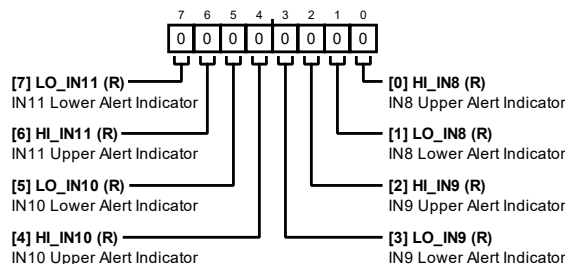 7 6 5 4 3 2 1 0
0 0 0 0 0 0 0 0
[7] LO_IN11 (R)
IN11 Lower Alert Indicator
[0] HI_IN8 (R)
IN8 Upper Alert Indicator
[6] HI_IN11 (R)
IN11 Upper Alert Indicator
[1] LO_IN8 (R)
IN8 Lower Alert Indicator
[5] LO_IN10 (R)
IN10 Lower Alert Indicator
[2] HI_IN9 (R)
IN9 Upper Alert Indicator
[4] HI_IN10 (R)
IN10 Upper Alert Indicator
[3] LO_IN9 (R)
IN9 Lower Alert Indicator